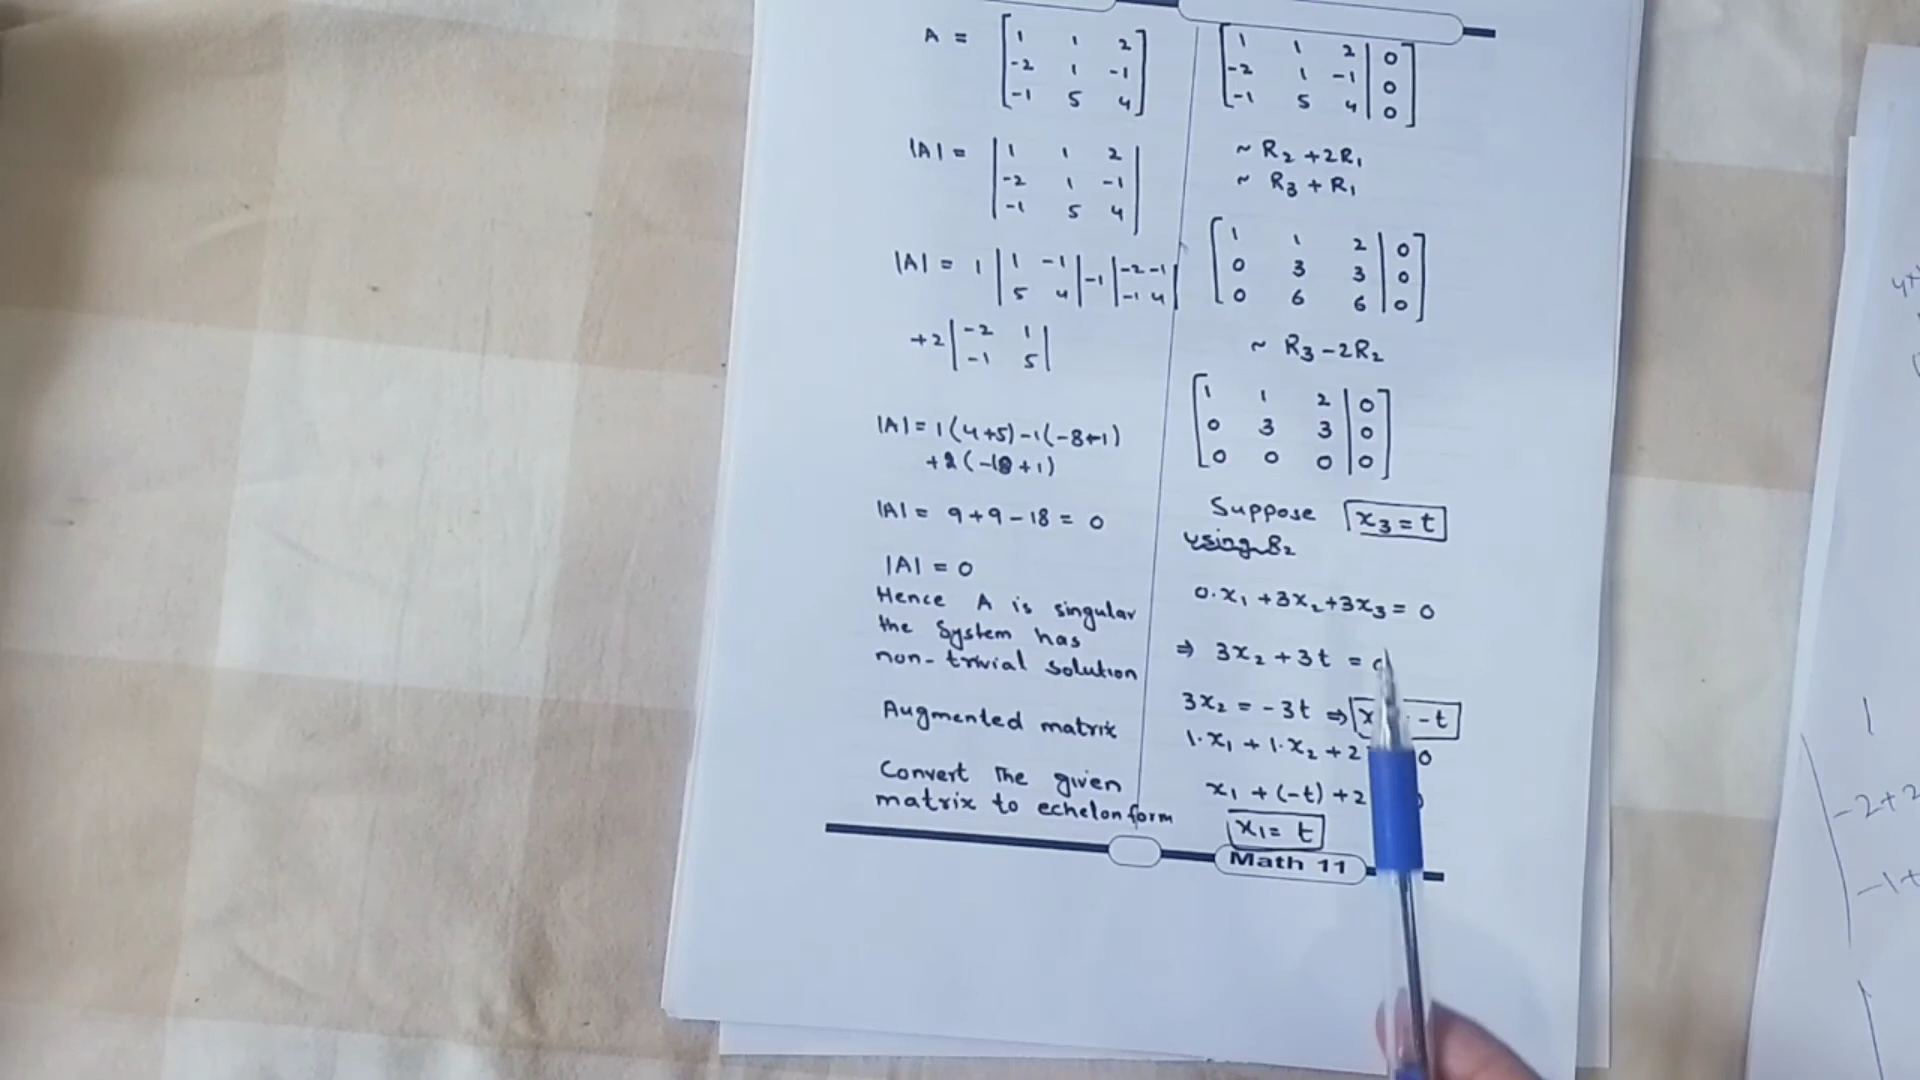 A = [1 1 2
-2 1 -1
-1 5 4]
|A| = |1 1 2
-2 1 -1
-1 5 4|
|A| = 1 |1 -1
5 4| -1 |-2 -1
-1 4|
+2 |-2 1
-1 5|
|A| = 1(4+5) -1(-8-1)
+2(-10+1)
|A| = 9+9-18 = 0
|A| = 0
Hence A is singular
the System has
non-trivial solution
Augmented matrix
Convert the given
matrix to echelon form
[1 1 2 | 0
-2 1 -1 | 0
-1 5 4 | 0]
~ R2 + 2R1
~ R3 + R1
[1 1 2 | 0
0 3 3 | 0
0 6 6 | 0]
~ R3 - 2R2
[1 1 2 | 0
0 3 3 | 0
0 0 0 | 0]
Suppose x3 = t
using R2
0.x1 + 3x2 + 3x3 = 0
⇒ 3x2 + 3t =
3x2 = -3t ⇒ x -t
1.x1 + 1.x2 + 2 0
x1 + (-t) + 2
x1 = t
Math 11
1
-2+2
-1+